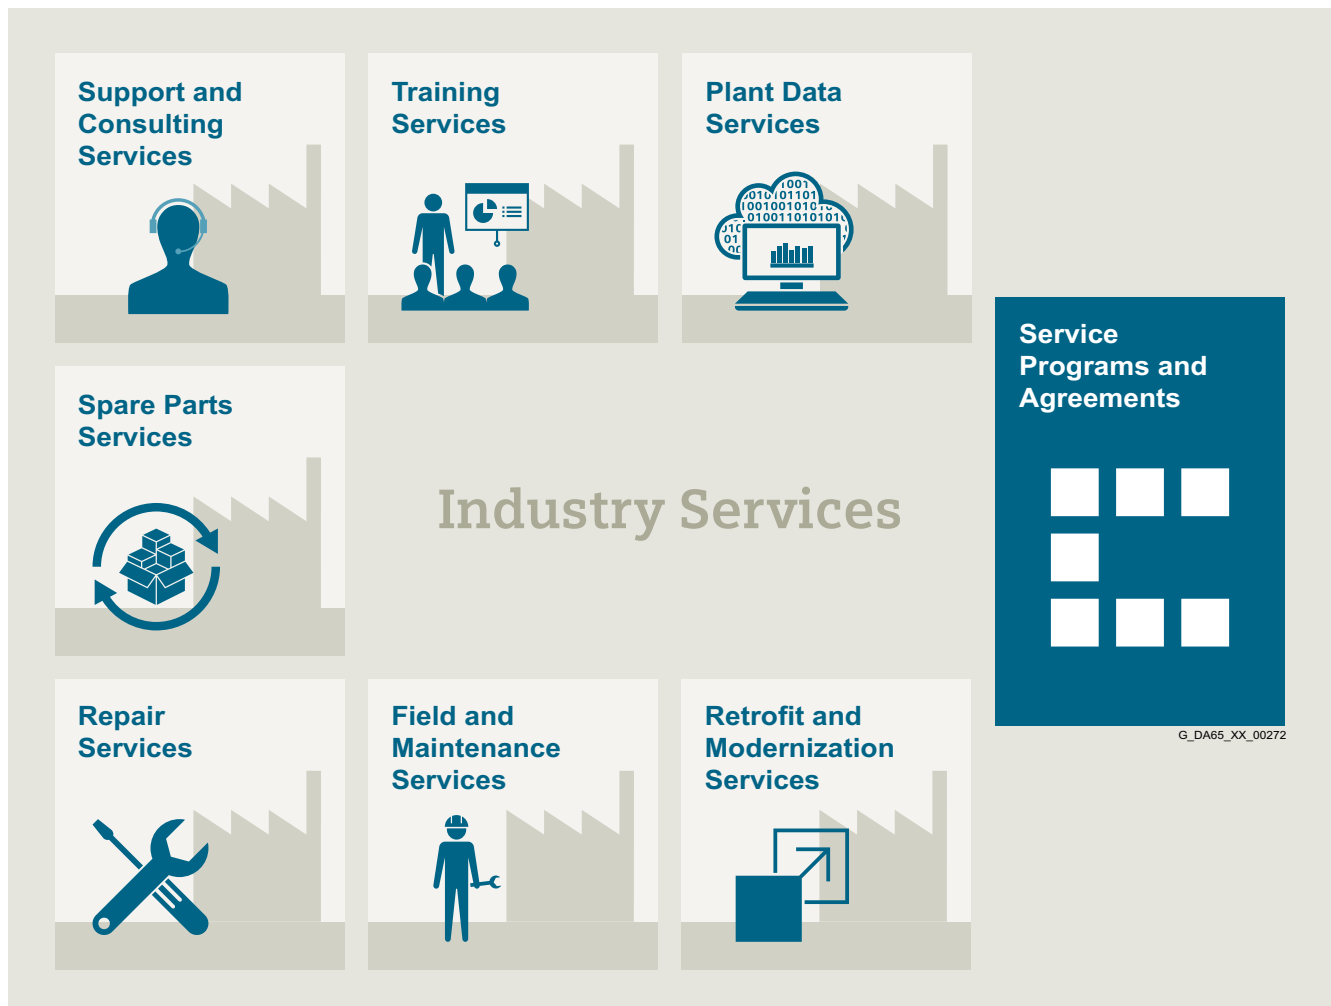 Support and
Consulting
Services
Training
Services
Plant Data
Services
Service
Programs and
Agreements
Spare Parts
Services
Industry Services
Repair
Services
Field and
Maintenance
Services
Retrofit and
Modernization
Services
G_DA65_XX_00272